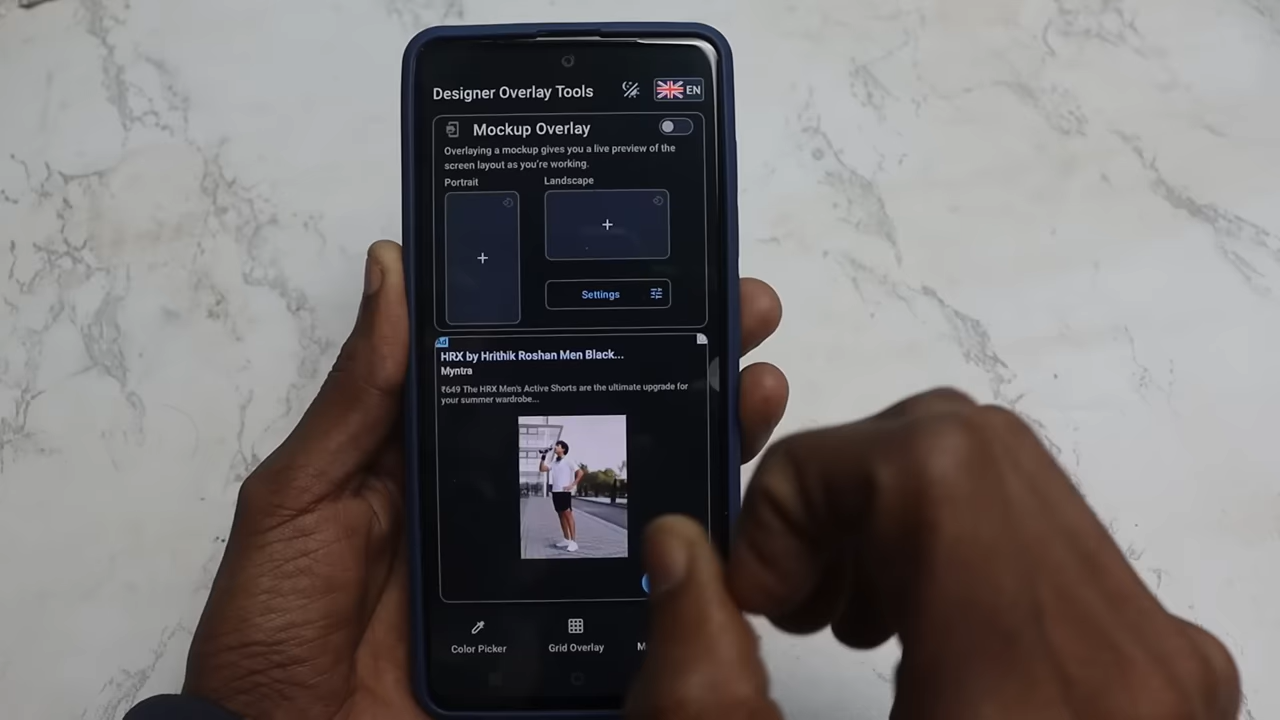 Designer Overlay Tools
EN
Mockup Overlay
Overlaying a mockup gives you a live preview of the
screen layout as you're working.
Portrait
Landscape
Settings
Ad
HRX by Hrithik Roshan Men Black...
Myntra
₹649 The HRX Men's Active Shorts are the ultimate upgrade for
your summer wardrobe...
Color Picker
Grid Overlay